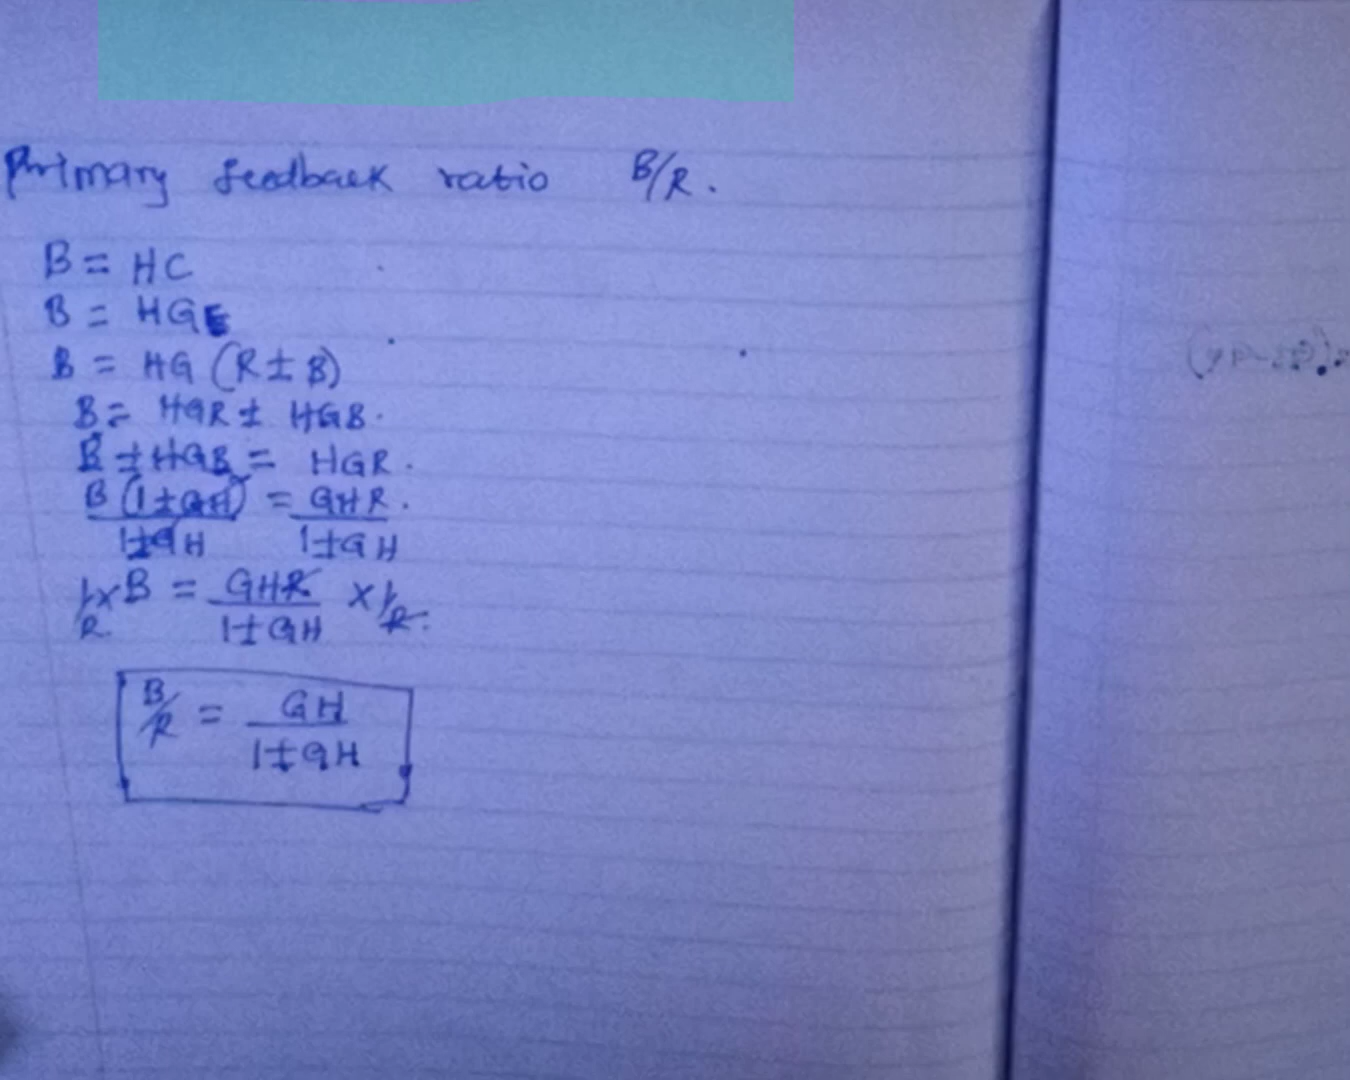 Primary feedback ratio B/R.
B = HC
B = HGE
B = HG (R ± B)
B = HGR ± HGB.
B ± HGB = HGR.
B (1±GH) = GHR.
1±GH 1±GH
1/R × B = GHR × 1/R.
1±GH
B/R = GH
1±GH